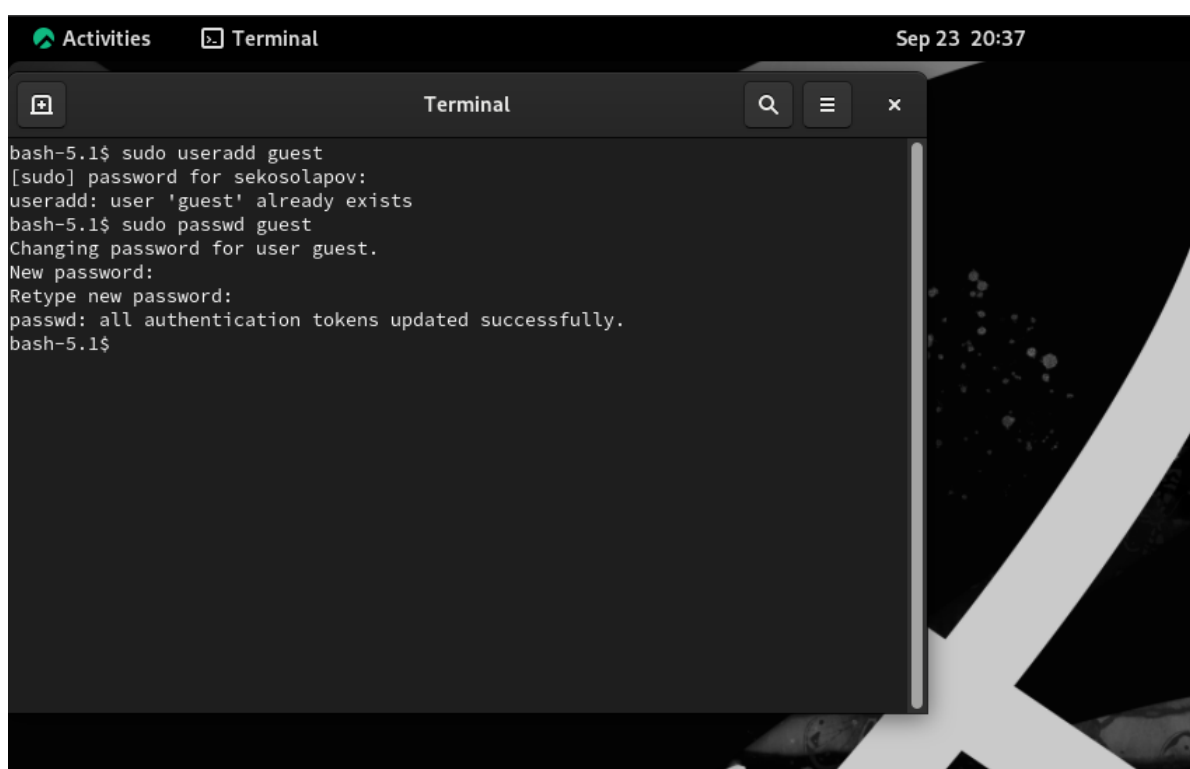 Activities Terminal Sep 23 20:37
Terminal
bash-5.1$ sudo useradd guest
[sudo] password for sekosolapov:
useradd: user 'guest' already exists
bash-5.1$ sudo passwd guest
Changing password for user guest.
New password:
Retype new password:
passwd: all authentication tokens updated successfully.
bash-5.1$